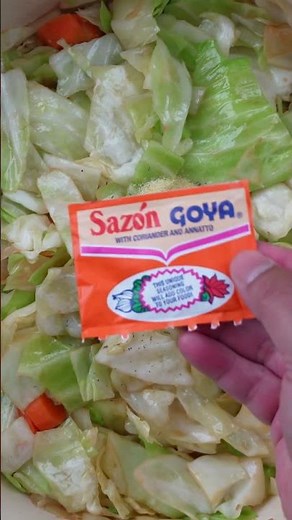 Sazón GOYA®
WITH CORIANDER AND ANNATTO
THIS UNIQUE
SEASONING
WILL ADD COLOR
TO YOUR FOOD!